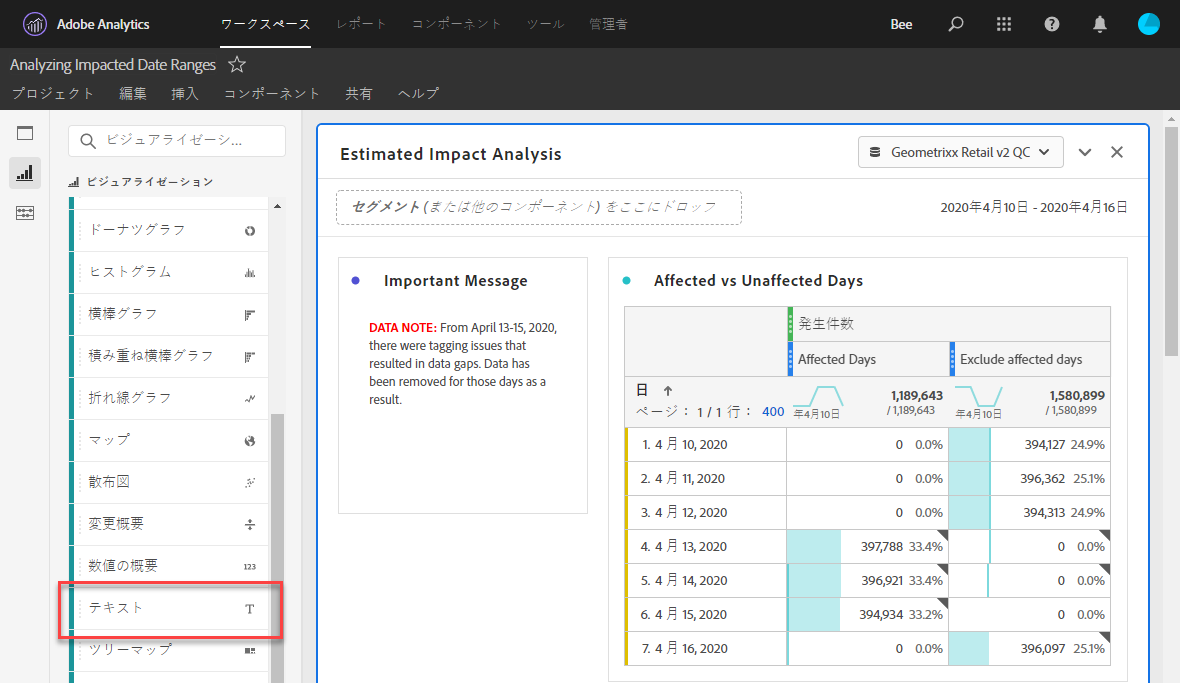 Adobe Analytics
ワークスペース
レポート
コンポーネント
ツール
管理者
Bee
Analyzing Impacted Date Ranges
プロジェクト
編集
挿入
コンポーネント
共有
ヘルプ
ビジュアライゼーシ...
ビジュアライゼーション
ドーナツグラフ
ヒストグラム
横棒グラフ
積み重ね横棒グラフ
折れ線グラフ
マップ
散布図
変更概要
数値の概要 123
テキスト T
ツリーマップ
Estimated Impact Analysis
Geometrixx Retail v2 QC
セグメント (または他のコンポーネント) をここにドロップ
2020年4月10日 - 2020年4月16日
Important Message
DATA NOTE: From April 13-15, 2020,
there were tagging issues that
resulted in data gaps. Data has
been removed for those days as a
result.
Affected vs Unaffected Days
発生件数
Affected Days
Exclude affected days
日 ↑
ページ: 1 / 1 行: 400
年4月10日
1,189,643
/ 1,189,643
年4月10日
1,580,899
/ 1,580,899
1. 4 月 10, 2020 0 0.0% 394,127 24.9%
2. 4 月 11, 2020 0 0.0% 396,362 25.1%
3. 4 月 12, 2020 0 0.0% 394,313 24.9%
4. 4 月 13, 2020 397,788 33.4% 0 0.0%
5. 4 月 14, 2020 396,921 33.4% 0 0.0%
6. 4 月 15, 2020 394,934 33.2% 0 0.0%
7. 4 月 16, 2020 0 0.0% 396,097 25.1%